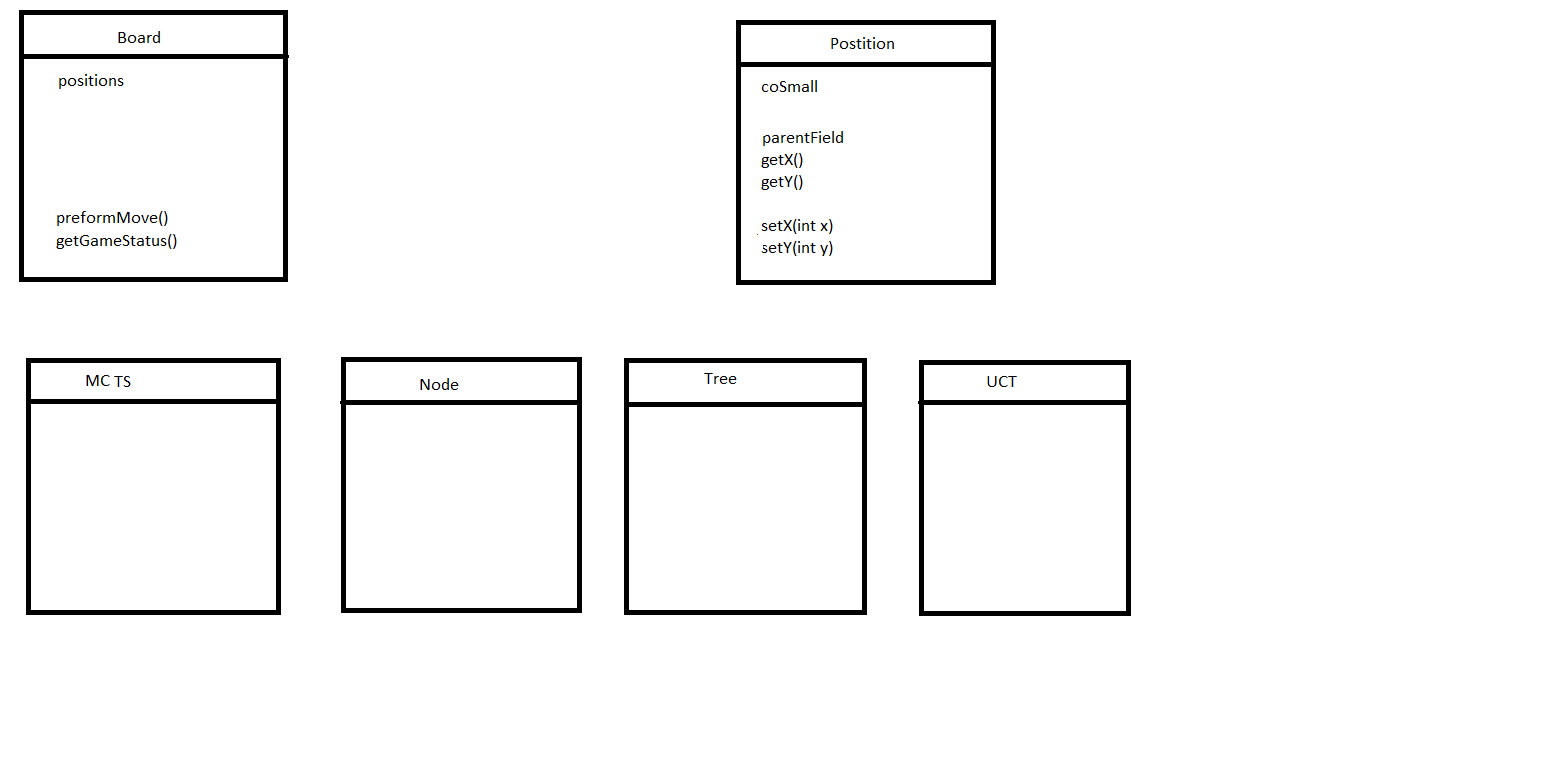 Board
positions
preformMove()
getGameStatus()
Postition
coSmall
parentField
getX()
getY()
setX(int x)
setY(int y)
MC TS
Node
Tree
UCT